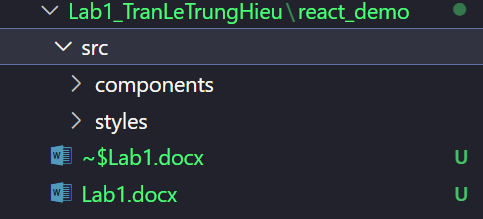 Lab1_TranLeTrungHieu\react_demo
src
components
styles
~$Lab1.docx U
Lab1.docx U